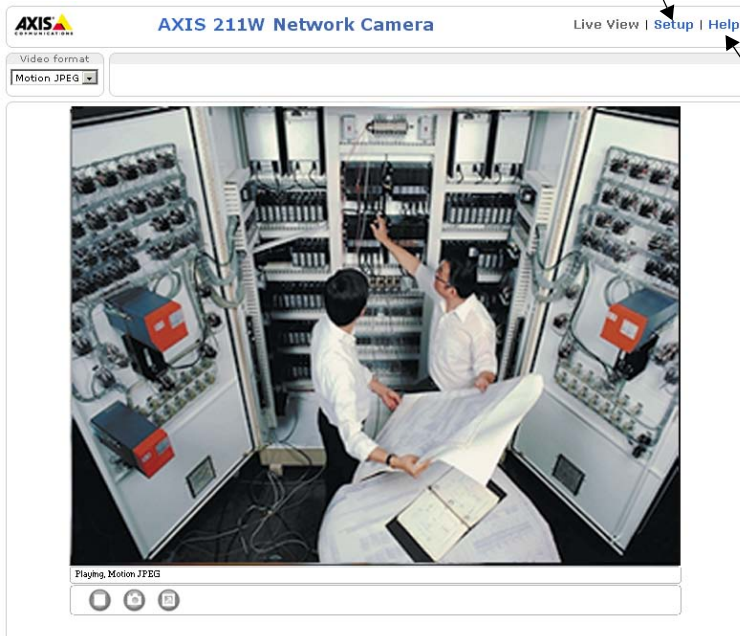 AXIS
COMMUNICATIONS
AXIS 211W Network Camera
Live View | Setup | Help
Video format
Motion JPEG
Playing, Motion JPEG